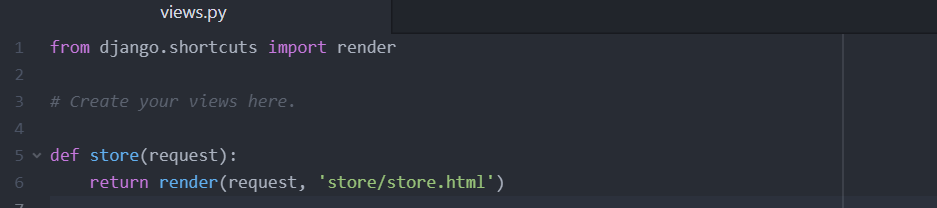 views.py
1 from django.shortcuts import render
2
3 # Create your views here.
4
5 def store(request):
6     return render(request, 'store/store.html')
7